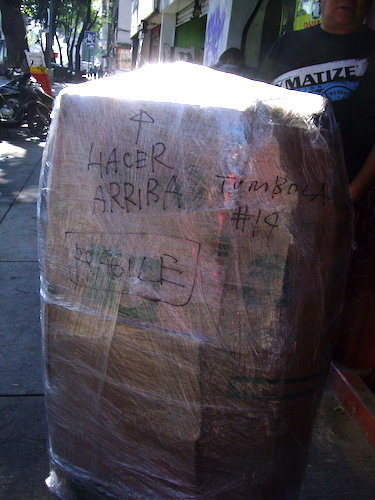 HACER
ARRIBA
TUMBOLA
#19
FRAGILE
MATIZE